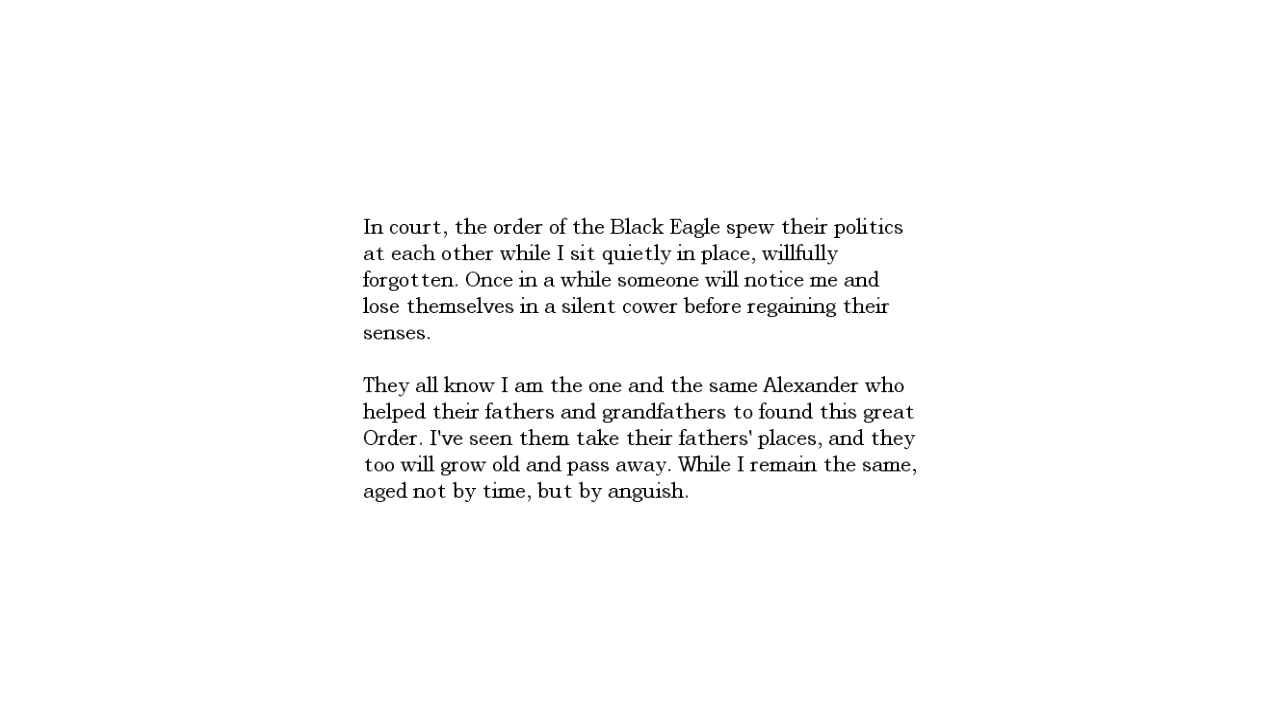 In court, the order of the Black Eagle spew their politics
at each other while I sit quietly in place, willfully
forgotten. Once in a while someone will notice me and
lose themselves in a silent cower before regaining their
senses.

They all know I am the one and the same Alexander who
helped their fathers and grandfathers to found this great
Order. I've seen them take their fathers' places, and they
too will grow old and pass away. While I remain the same,
aged not by time, but by anguish.